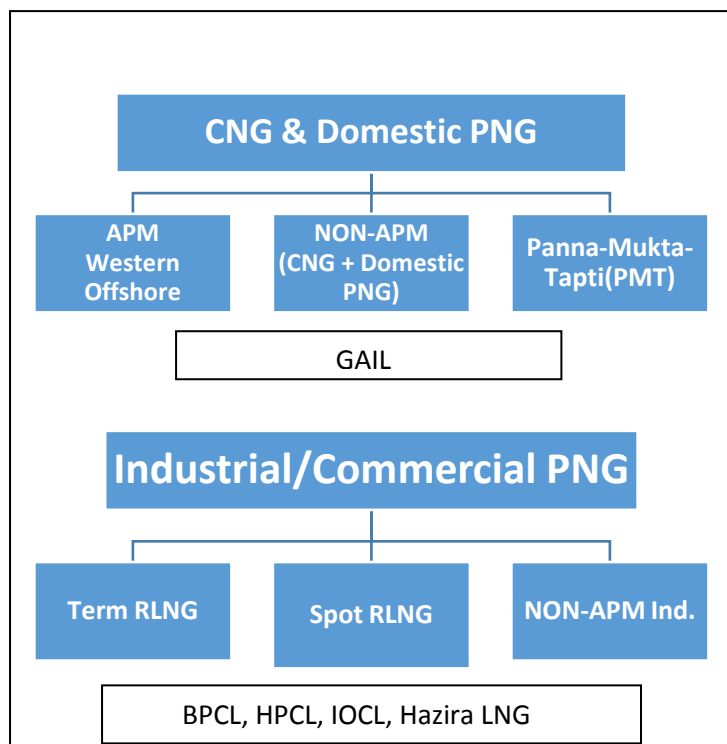 CNG & Domestic PNG
APM
Western
Offshore
NON-APM
(CNG + Domestic
PNG)
Panna-Mukta-
Tapti(PMT)
GAIL
Industrial/Commercial PNG
Term RLNG
Spot RLNG
NON-APM Ind.
BPCL, HPCL, IOCL, Hazira LNG